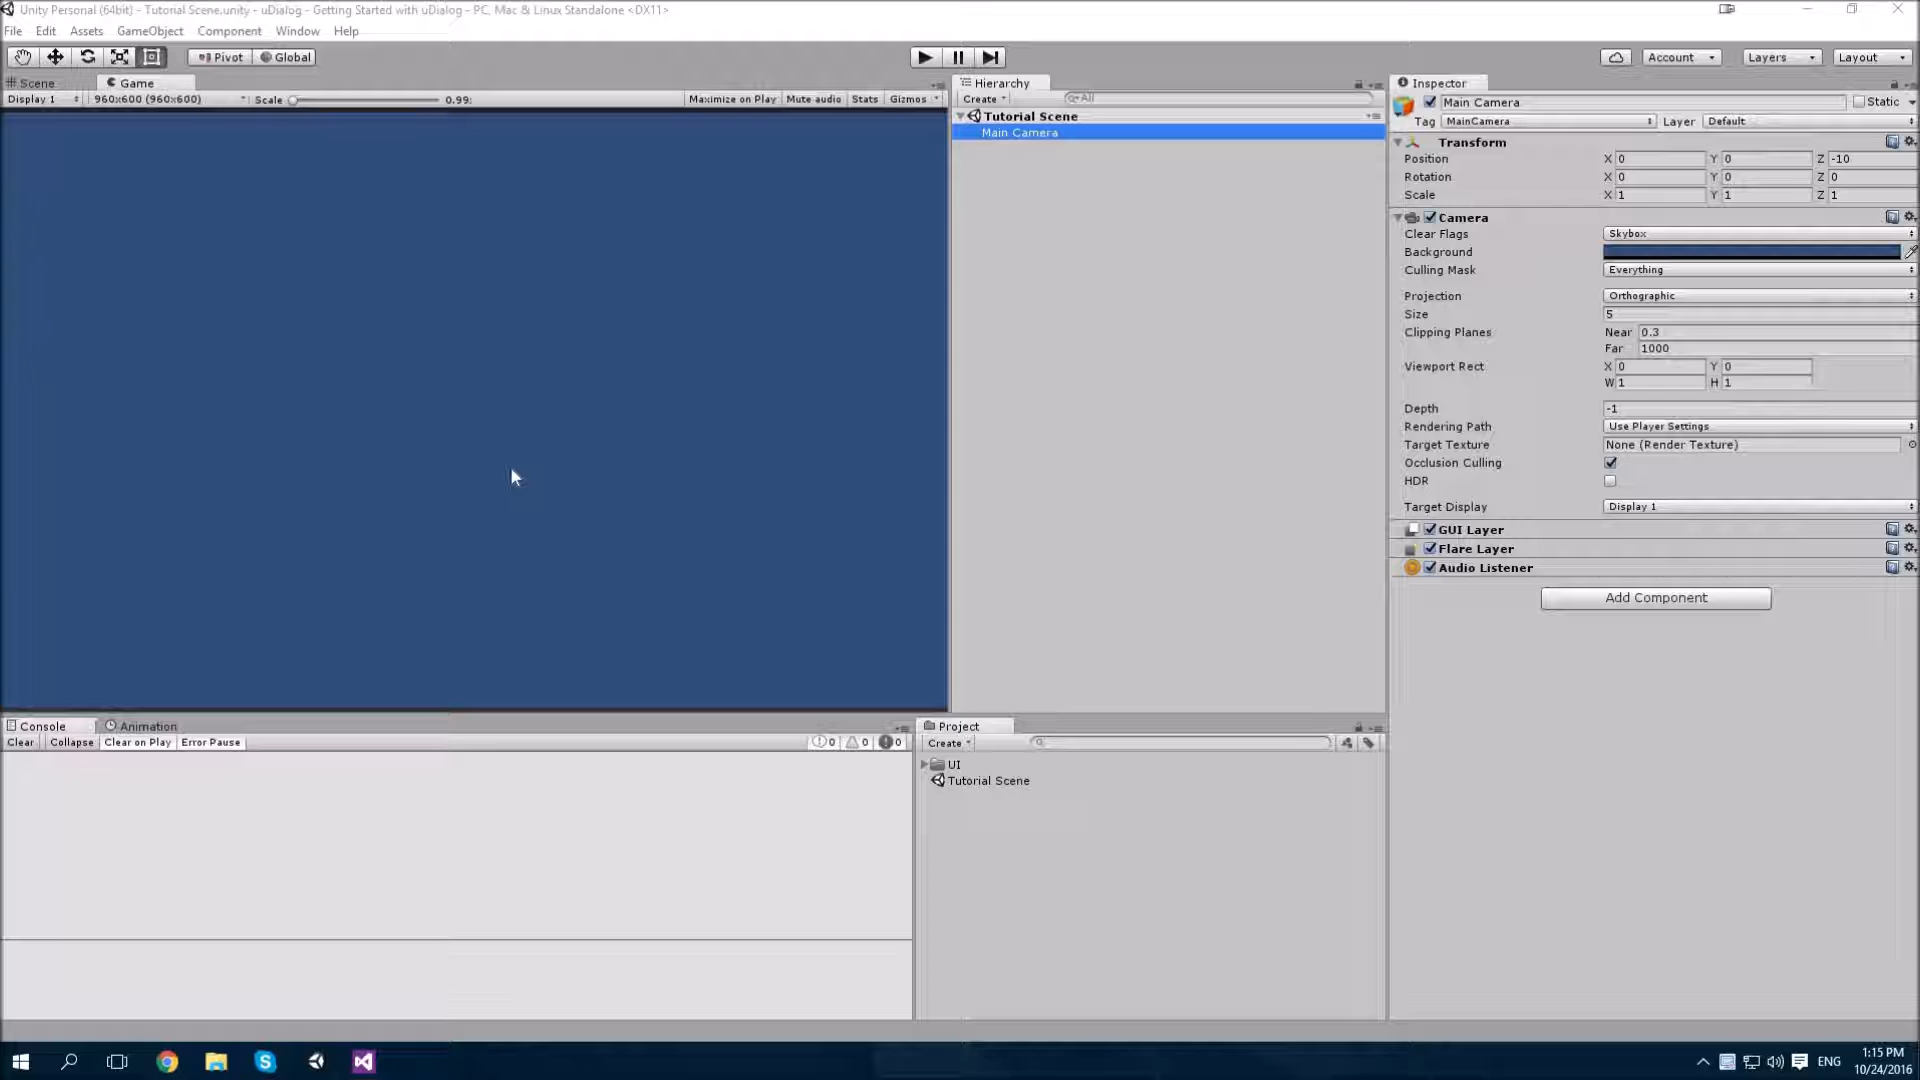 Unity Personal (64bit) - Tutorial Scene.unity - uDialog - Getting Started with uDialog - PC, Mac & Linux Standalone <DX11>
File Edit Assets GameObject Component Window Help
Pivot Global Account Layers Layout
Scene Game
Display 1 960x600 (960x600) Scale 0.99: Maximize on Play Mute audio Stats Gizmos
Hierarchy
Create All
Tutorial Scene
Main Camera
Inspector
Main Camera Static
Tag MainCamera Layer Default
Transform
Position X 0 Y 0 Z -10
Rotation X 0 Y 0 Z 0
Scale X 1 Y 1 Z 1
Camera
Clear Flags Skybox
Background
Culling Mask Everything
Projection Orthographic
Size 5
Clipping Planes Near 0.3
Far 1000
Viewport Rect X 0 Y 0
W 1 H 1
Depth -1
Rendering Path Use Player Settings
Target Texture None (Render Texture)
Occlusion Culling
HDR
Target Display Display 1
GUI Layer
Flare Layer
Audio Listener
Add Component
Console Animation
Clear Collapse Clear on Play Error Pause 0 0 0
Project
Create
UI
Tutorial Scene
ENG
1:15 PM
10/24/2016